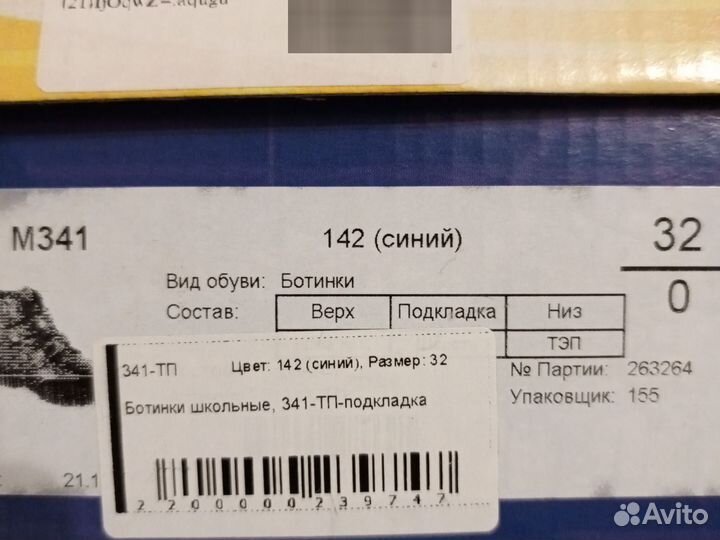 M341
142 (синий)
32
0
Вид обуви: Ботинки
Состав:
Верх Подкладка Низ
ТЭП
№ Партии: 263264
Упаковщик: 155
341-ТП Цвет: 142 (синий), Размер: 32
Ботинки школьные, 341-ТП-подкладка
2200000239747
21.1
Avito